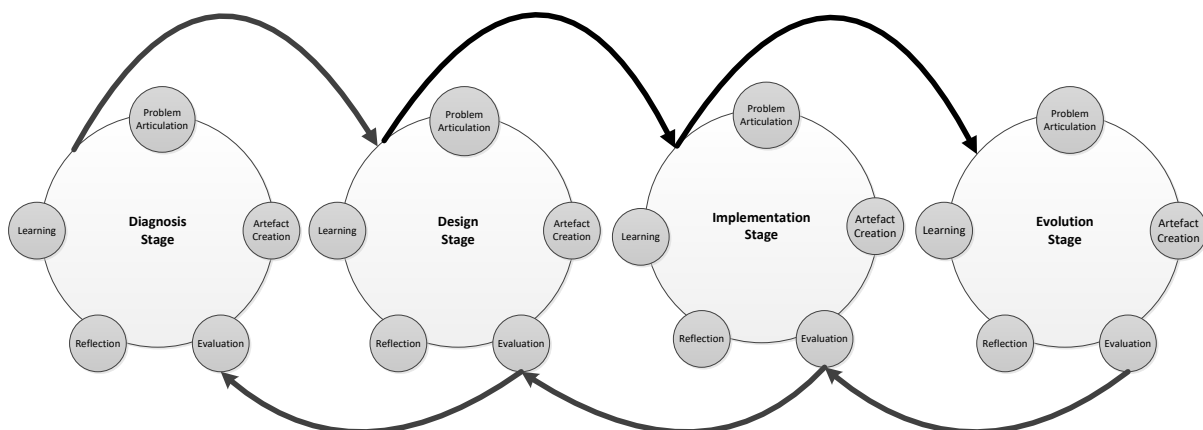 Problem
Articulation
Learning
Diagnosis
Stage
Artefact
Creation
Reflection
Evaluation
Problem
Articulation
Learning
Design
Stage
Artefact
Creation
Reflection
Evaluation
Problem
Articulation
Learning
Implementation
Stage
Artefact
Creation
Reflection
Evaluation
Problem
Articulation
Learning
Evolution
Stage
Artefact
Creation
Reflection
Evaluation